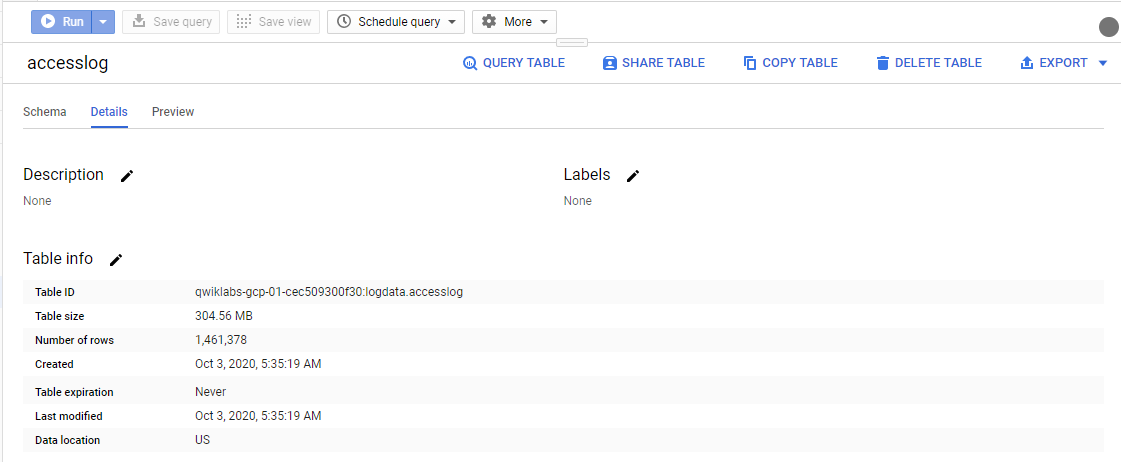 Run Save query Save view Schedule query More
accesslog QUERY TABLE SHARE TABLE COPY TABLE DELETE TABLE EXPORT
Schema Details Preview
Description Labels
None None
Table info
Table ID qwiklabs-gcp-01-cec509300f30:logdata.accesslog
Table size 304.56 MB
Number of rows 1,461,378
Created Oct 3, 2020, 5:35:19 AM
Table expiration Never
Last modified Oct 3, 2020, 5:35:19 AM
Data location US